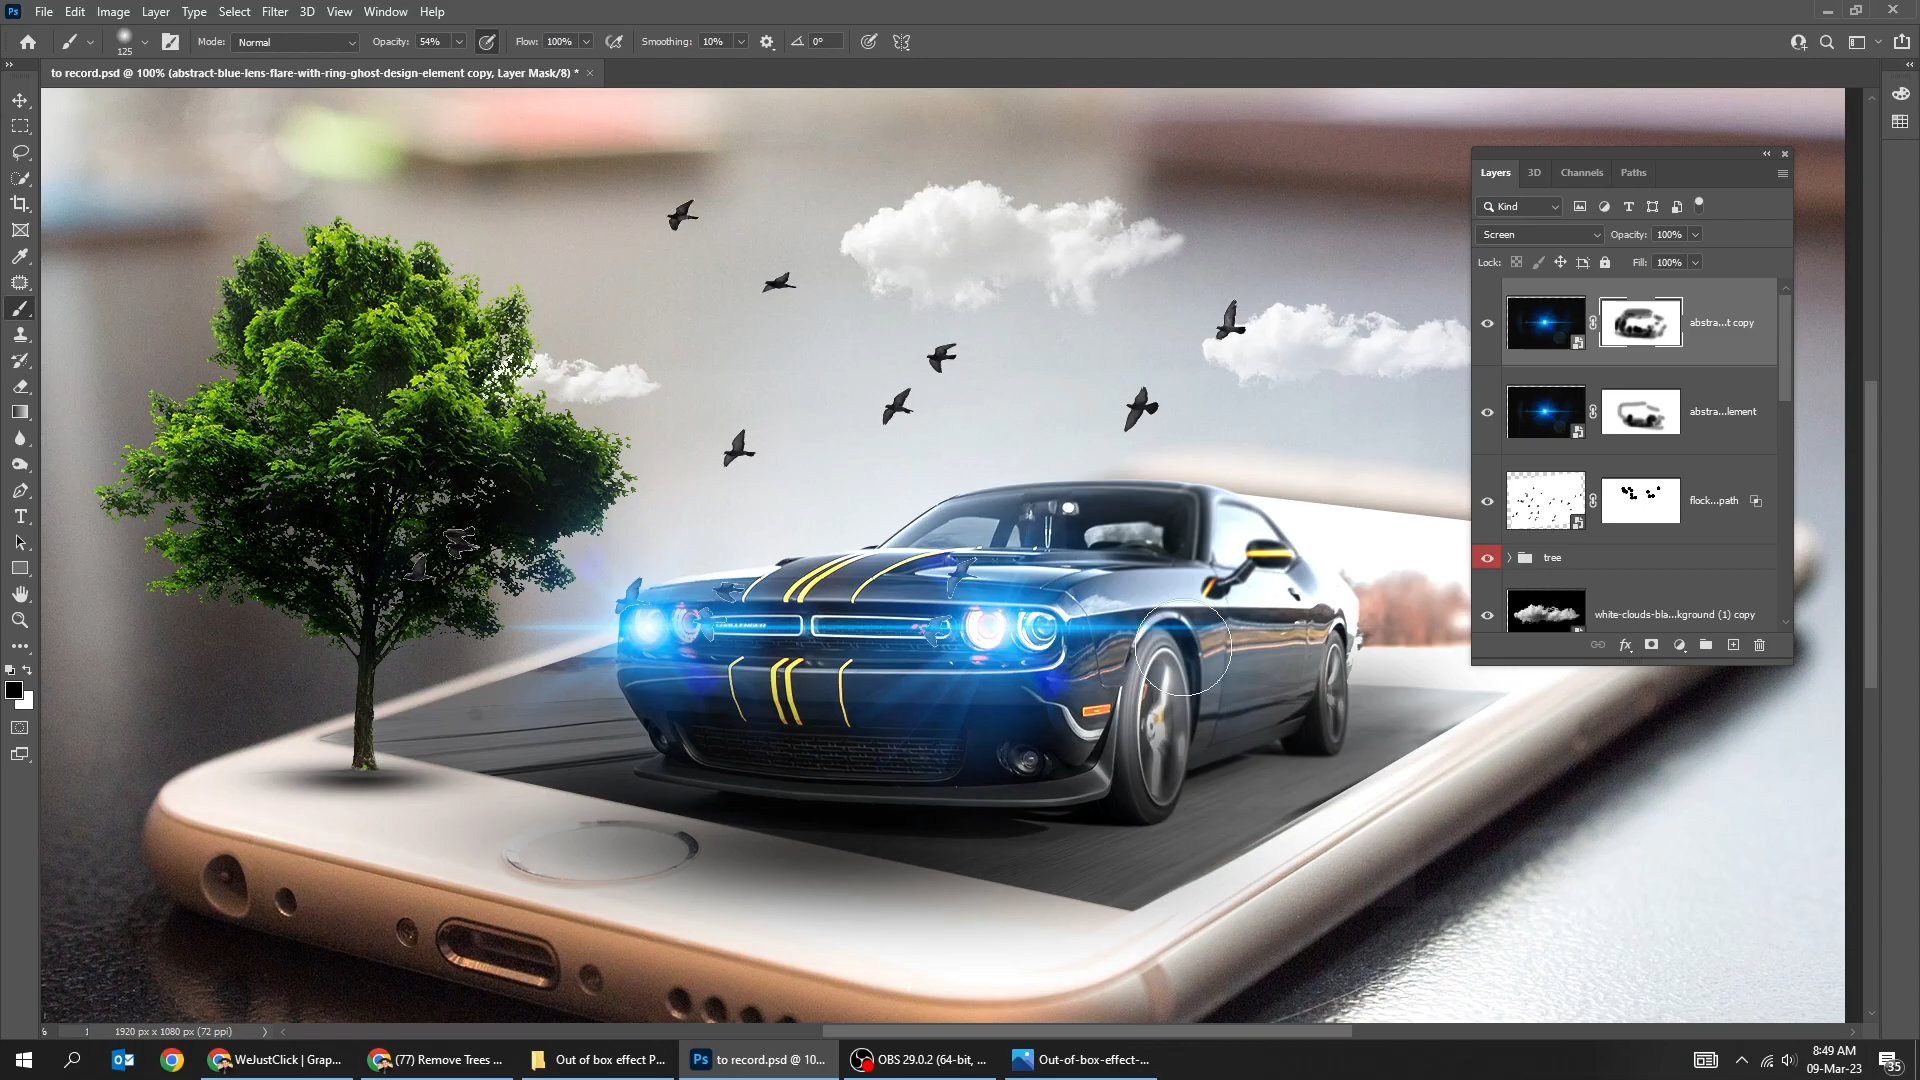 Ps File Edit Image Layer Type Select Filter 3D View Window Help
125 Mode: Normal Opacity: 54% Flow: 100% Smoothing: 10% 0°
to record.psd @ 100% (abstract-blue-lens-flare-with-ring-ghost-design-element copy, Layer Mask/8) *
Layers 3D Channels Paths
Kind
Screen Opacity: 100%
Lock: Fill: 100%
abstra...t copy
abstra...lement
flock...path
tree
white-clouds-bla...kground (1) copy
fx
CHALLENGER
1920 px x 1080 px (72 ppi)
WeJustClick | Grap...
(77) Remove Trees ...
Out of box effect P...
Ps to record.psd @ 10...
OBS 29.0.2 (64-bit, ...
Out-of-box-effect-...
8:49 AM
09-Mar-23
35